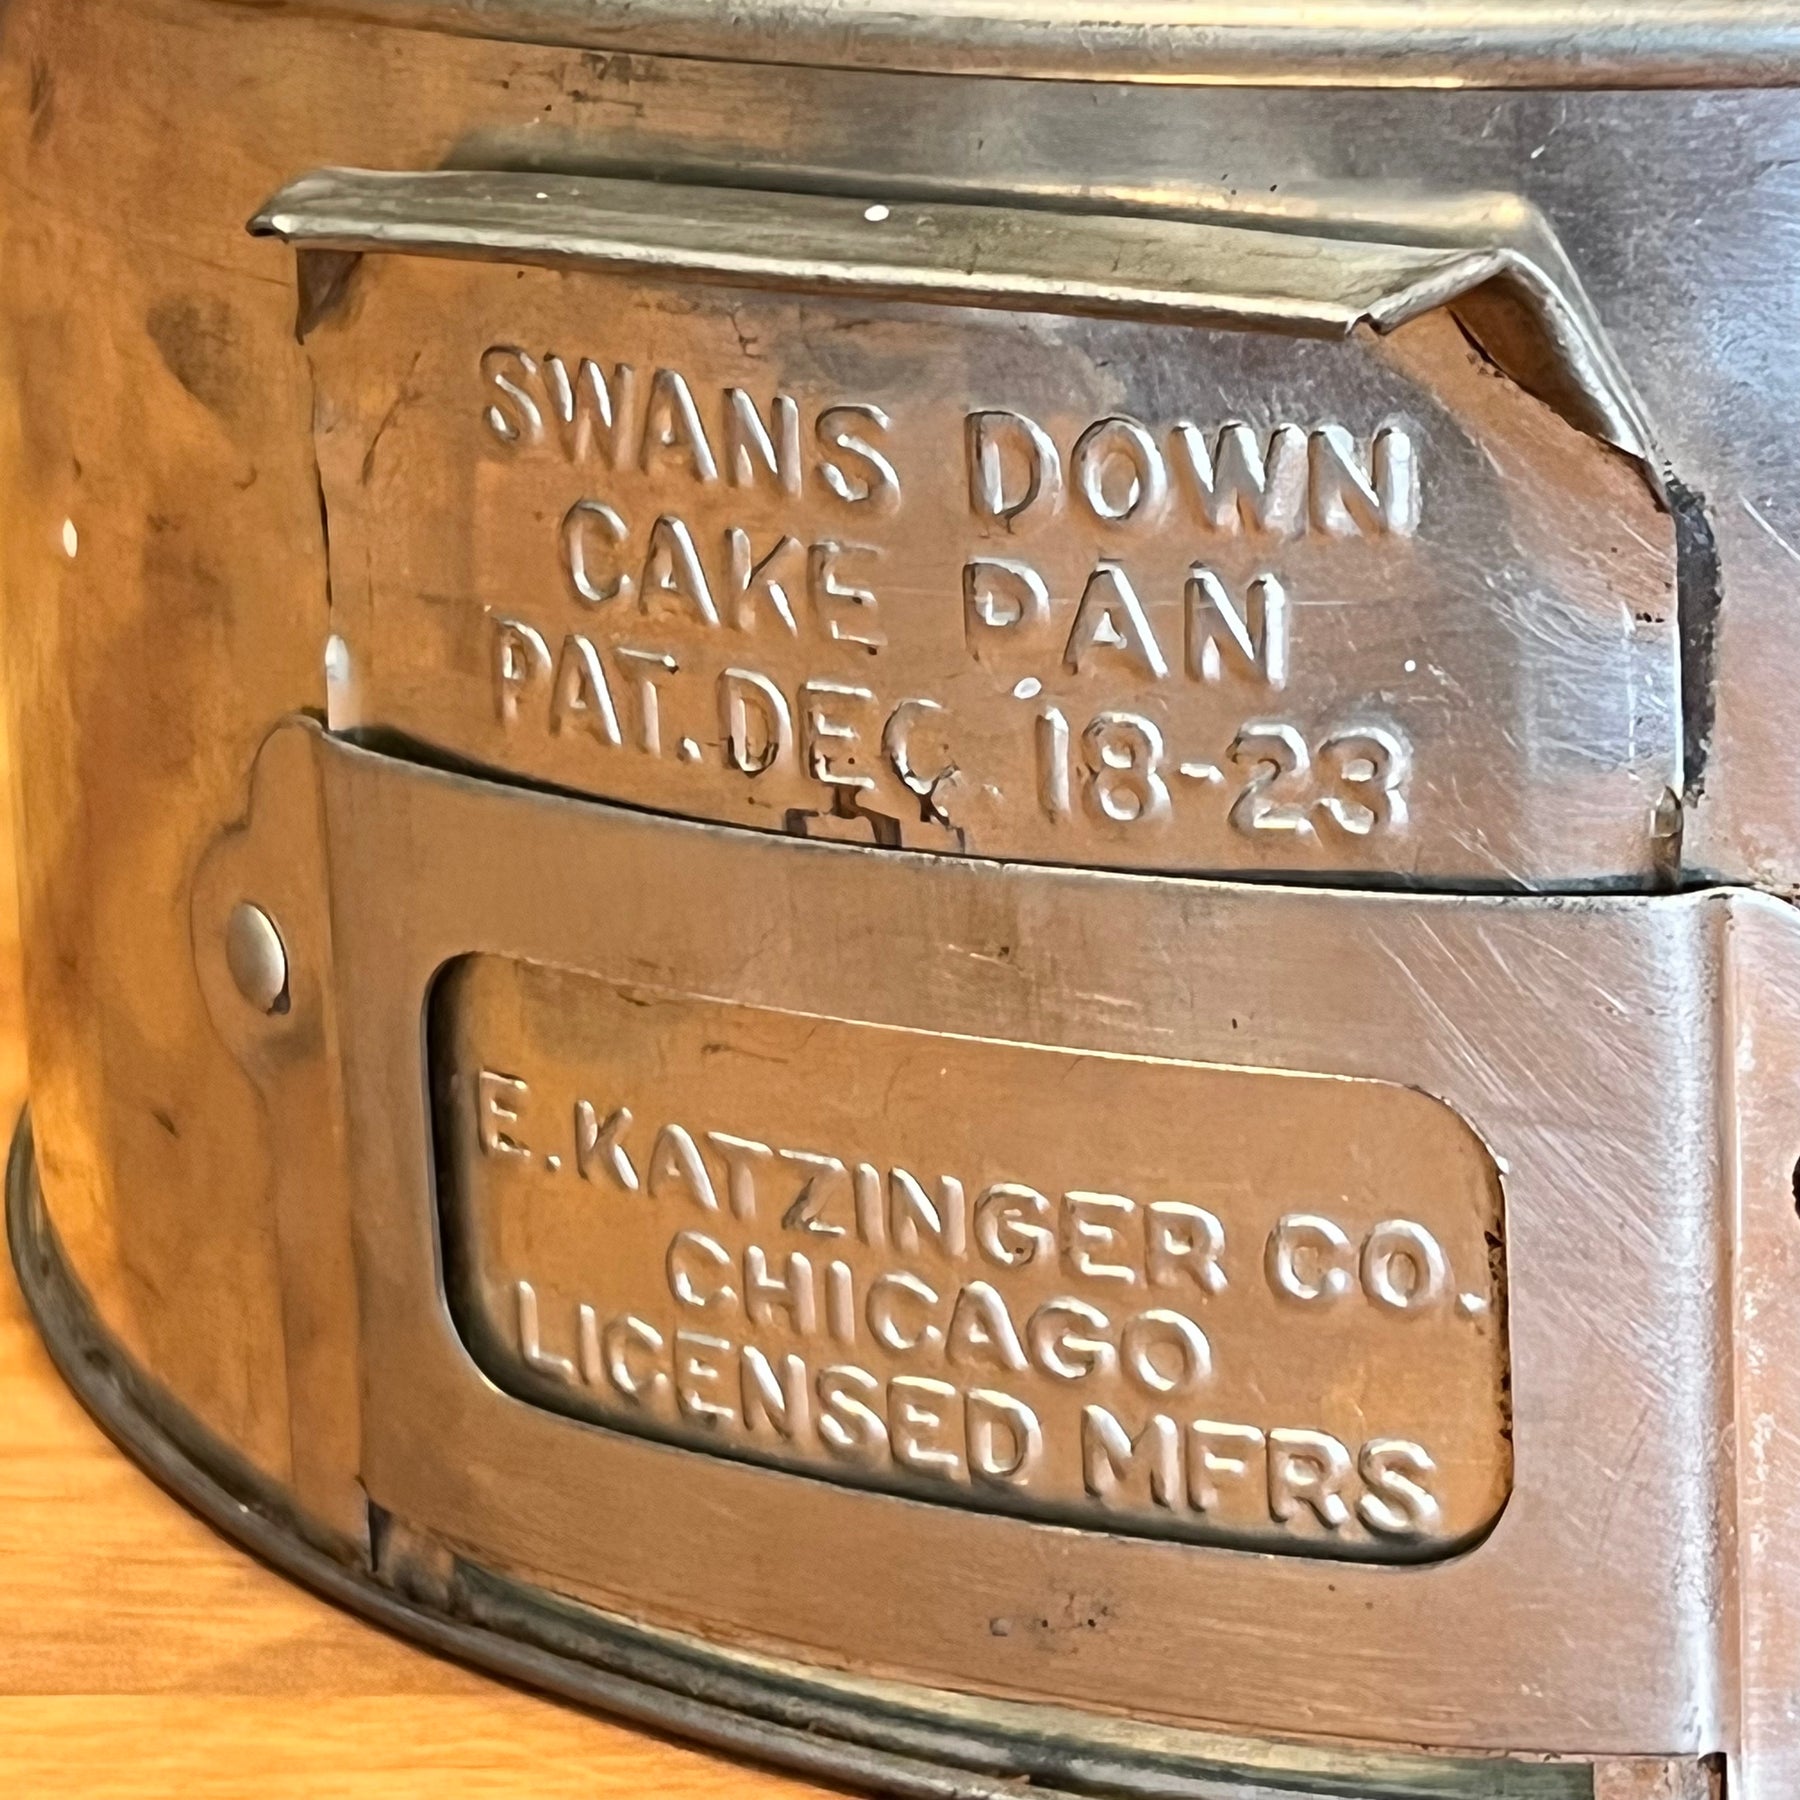 SWANS DOWN
CAKE PAN
PAT. DEC. 18-23
E. KATZINGER CO.
CHICAGO
LICENSED MFRS